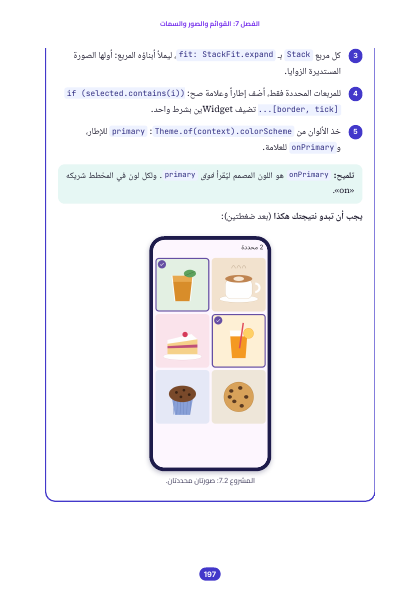 الفصل 7: القوائم والصور والسمات
3 كل مربع Stack بـ fit: StackFit.expand، ليملأ أبناؤه المربع: أولها الصورة
المستديرة الزوايا.
4 للمربعات المحددة فقط، أضف إطاراً وعلامة صح: if (selected.contains(i))
...[border, tick] تضيف Widgetين بشرط واحد.
5 خذ الألوان من Theme.of(context).colorScheme: primary للإطار،
و onPrimary للعلامة.
تلميح: onPrimary هو اللون المصمم ليُقرأ فوق primary. ولكل لون في المخطط شريكه
«on».
يجب أن تبدو نتيجتك هكذا (بعد ضغطتين):
2 محددة
المشروع 7.2: صورتان محددتان.
197